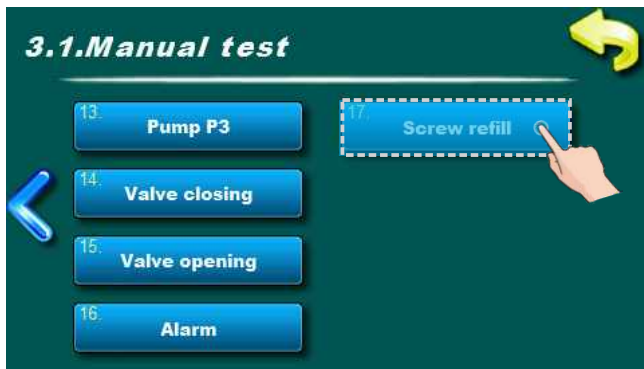 3.1.Manual test
13.
Pump P3
14.
Valve closing
15.
Valve opening
16.
Alarm
17.
Screw refill